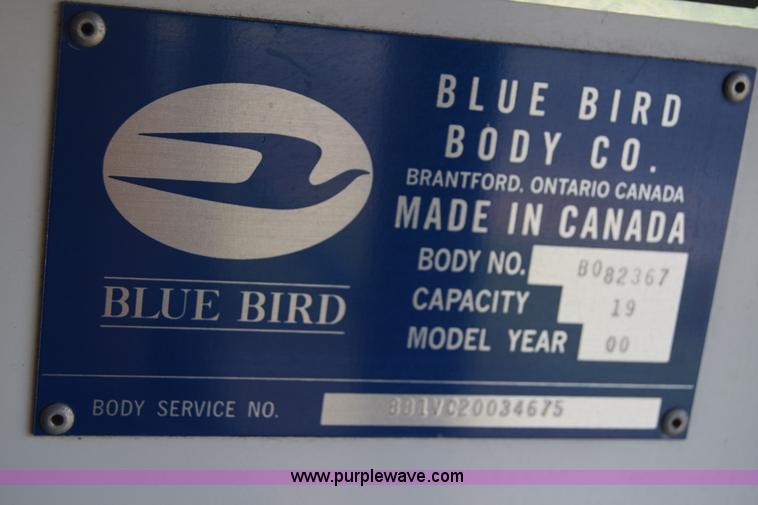 BLUE BIRD
BLUE BIRD
BODY CO.
BRANTFORD, ONTARIO CANADA
MADE IN CANADA
BODY NO. B082367
CAPACITY 19
MODEL YEAR 00
BODY SERVICE NO.
www.purplewave.com